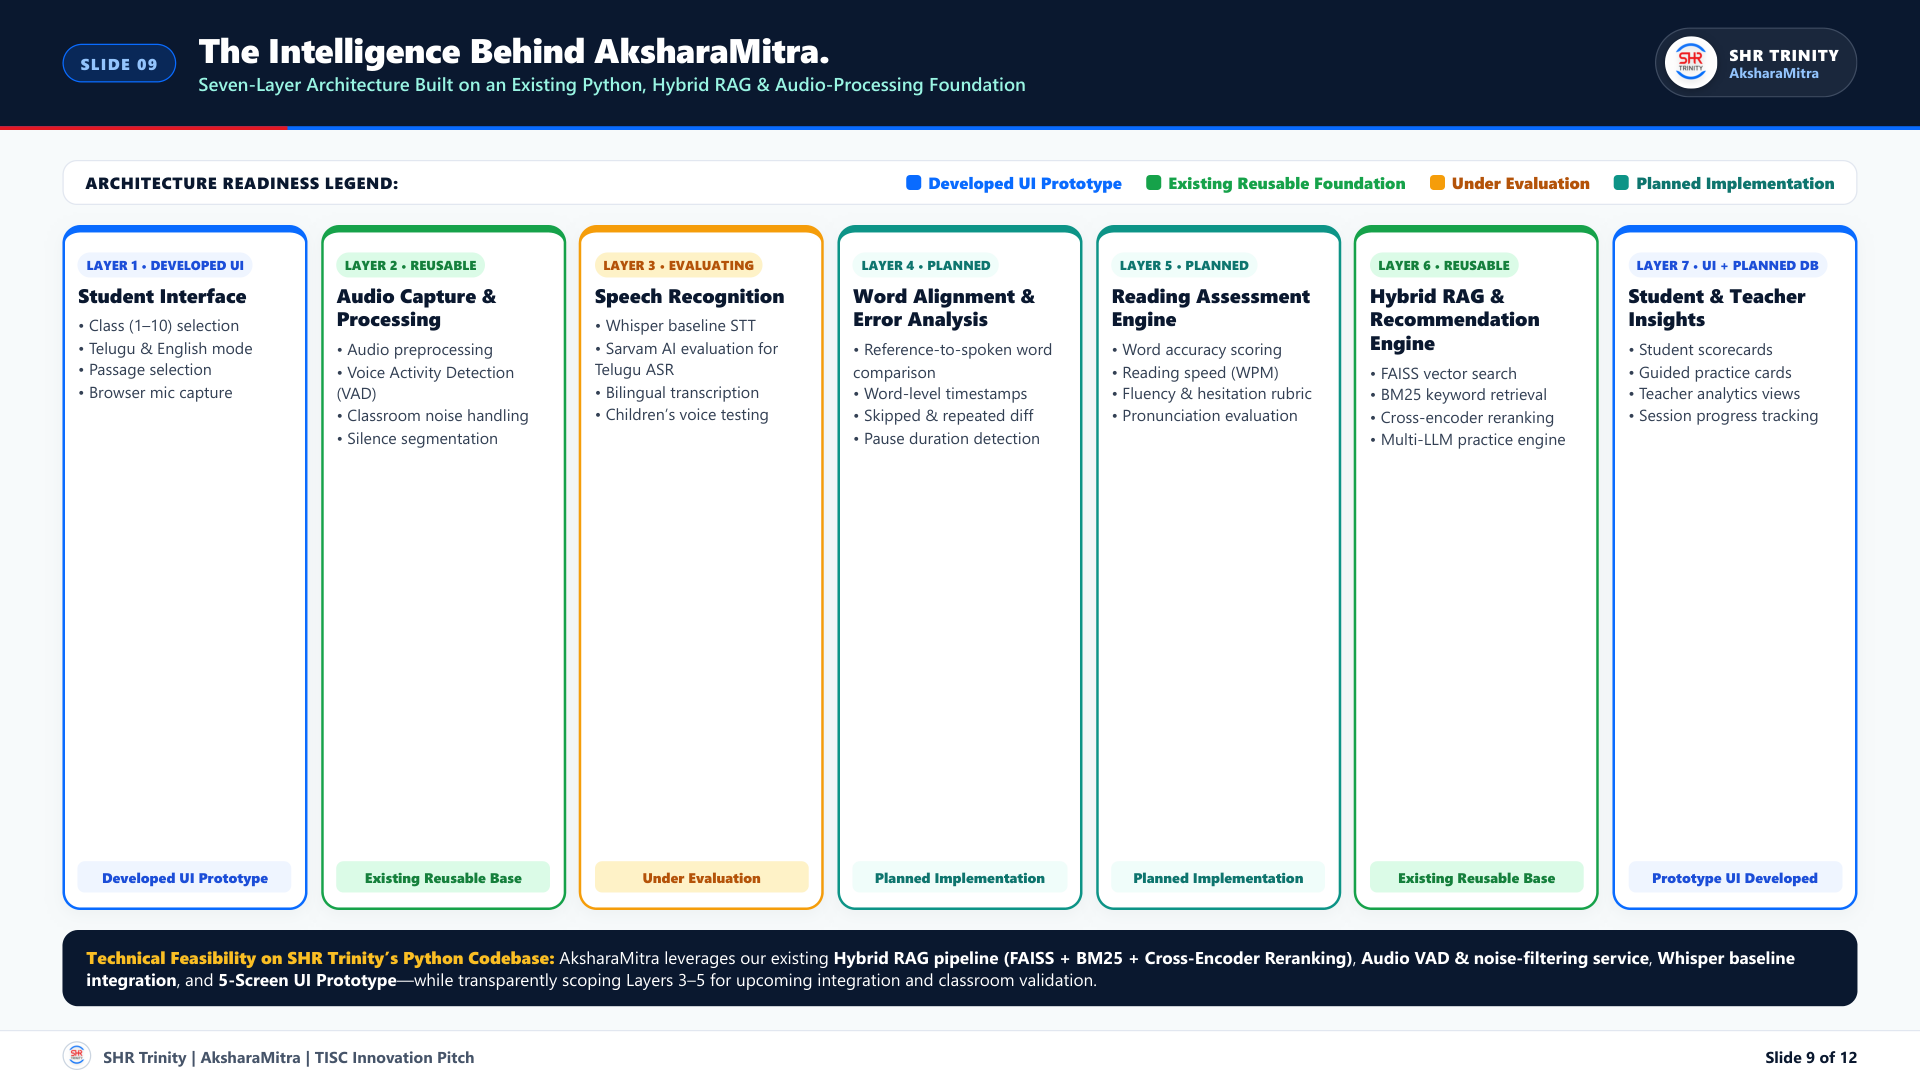 SLIDE 09
The Intelligence Behind AksharaMitra.
Seven-Layer Architecture Built on an Existing Python, Hybrid RAG & Audio-Processing Foundation
SHR
TRINITY
SHR TRINITY
AksharaMitra
ARCHITECTURE READINESS LEGEND:
Developed UI Prototype
Existing Reusable Foundation
Under Evaluation
Planned Implementation
LAYER 1 • DEVELOPED UI
Student Interface
• Class (1–10) selection
• Telugu & English mode
• Passage selection
• Browser mic capture
Developed UI Prototype
LAYER 2 • REUSABLE
Audio Capture &
Processing
• Audio preprocessing
• Voice Activity Detection
(VAD)
• Classroom noise handling
• Silence segmentation
Existing Reusable Base
LAYER 3 • EVALUATING
Speech Recognition
• Whisper baseline STT
• Sarvam AI evaluation for
Telugu ASR
• Bilingual transcription
• Children’s voice testing
Under Evaluation
LAYER 4 • PLANNED
Word Alignment &
Error Analysis
• Reference-to-spoken word
comparison
• Word-level timestamps
• Skipped & repeated diff
• Pause duration detection
Planned Implementation
LAYER 5 • PLANNED
Reading Assessment
Engine
• Word accuracy scoring
• Reading speed (WPM)
• Fluency & hesitation rubric
• Pronunciation evaluation
Planned Implementation
LAYER 6 • REUSABLE
Hybrid RAG &
Recommendation
Engine
• FAISS vector search
• BM25 keyword retrieval
• Cross-encoder reranking
• Multi-LLM practice engine
Existing Reusable Base
LAYER 7 • UI + PLANNED DB
Student & Teacher
Insights
• Student scorecards
• Guided practice cards
• Teacher analytics views
• Session progress tracking
Prototype UI Developed
Technical Feasibility on SHR Trinity’s Python Codebase: AksharaMitra leverages our existing Hybrid RAG pipeline (FAISS + BM25 + Cross-Encoder Reranking), Audio VAD & noise-filtering service, Whisper baseline
integration, and 5-Screen UI Prototype—while transparently scoping Layers 3–5 for upcoming integration and classroom validation.
SHR
TRINITY
SHR Trinity | AksharaMitra | TISC Innovation Pitch
Slide 9 of 12